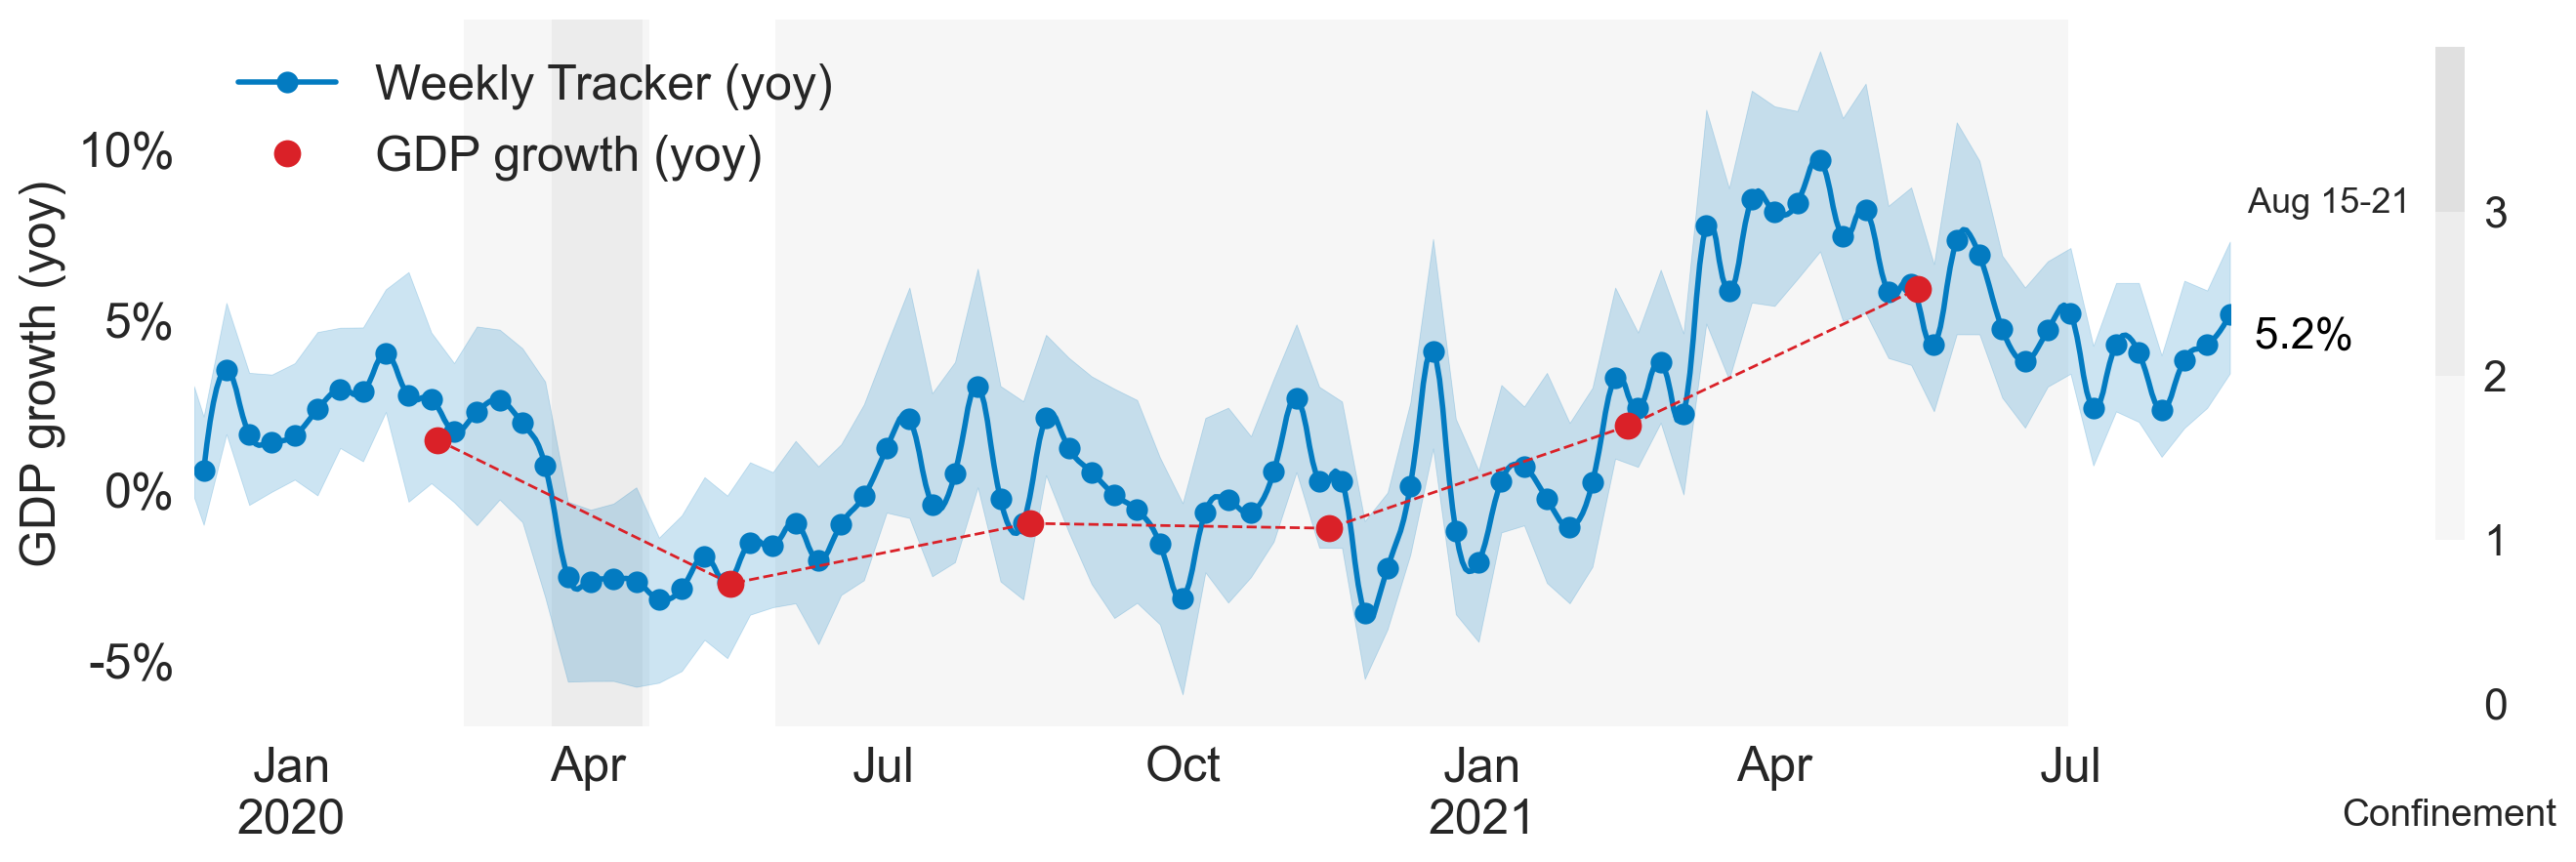 Weekly Tracker (yoy)
GDP growth (yoy)
GDP growth (yoy)
10%
5%
0%
-5%
Jan
2020
Apr
Jul
Oct
Jan
2021
Apr
Jul
Aug 15-21
5.2%
3
2
1
0
Confinement